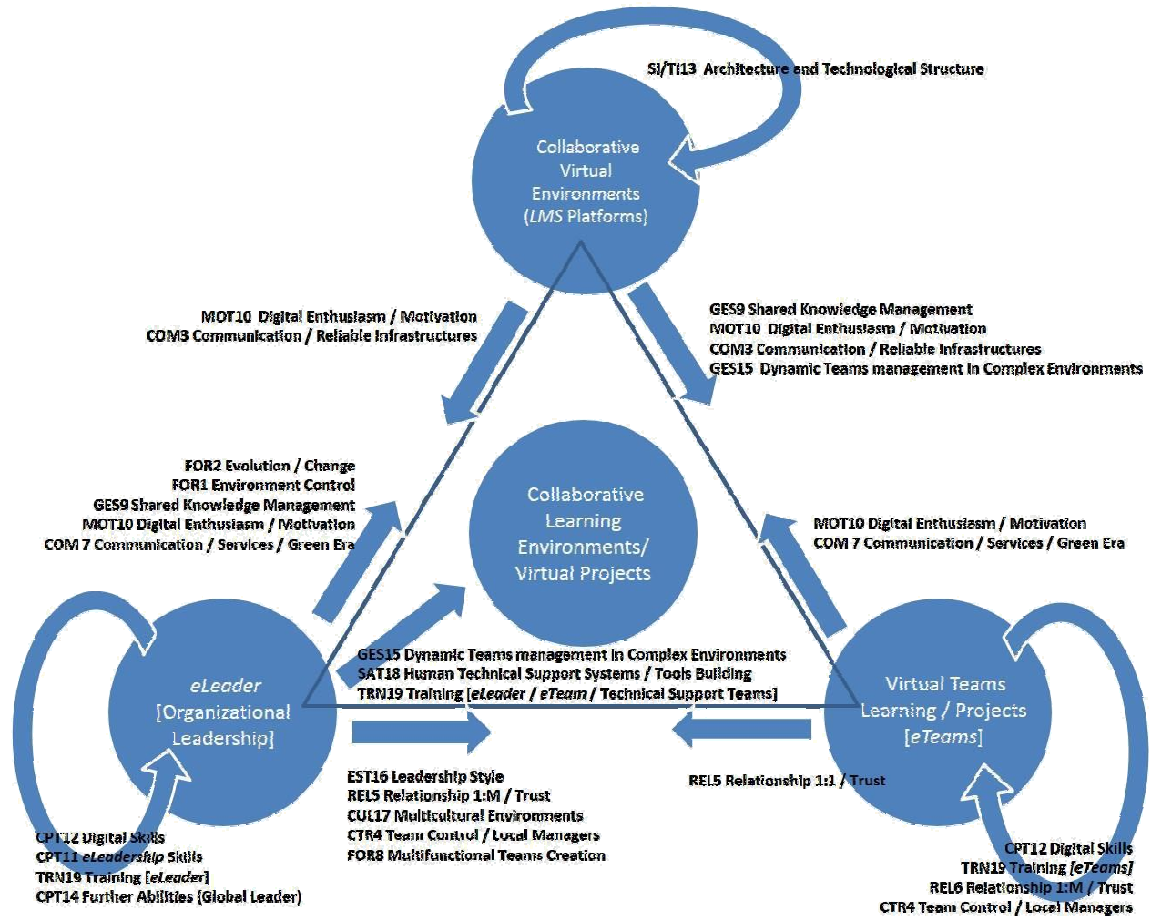 SI/TI13 Architecture and Technological Structure
Collaborative
Virtual
Environments
(LMS Platforms)
MOT10 Digital Enthusiasm / Motivation
COM3 Communication / Reliable Infrastructures
GES9 Shared Knowledge Management
MOT10 Digital Enthusiasm / Motivation
COM3 Communication / Reliable Infrastructures
GES15 Dynamic Teams management in Complex Environments
FOR2 Evolution / Change
FOR1 Environment Control
GES9 Shared Knowledge Management
MOT10 Digital Enthusiasm / Motivation
COM 7 Communication / Services / Green Era
Collaborative
Learning
Environments/
Virtual Projects
MOT10 Digital Enthusiasm / Motivation
COM 7 Communication / Services / Green Era
GES15 Dynamic Teams management in Complex Environments
SAT18 Human Technical Support Systems / Tools Building
TRN19 Training [eLeader / eTeam / Technical Support Teams]
eLeader
[Organizational
Leadership]
Virtual Teams
Learning / Projects
[eTeams]
EST16 Leadership Style
REL5 Relationship 1:M / Trust
CUL17 Multicultural Environments
CTR4 Team Control / Local Managers
FOR8 Multifunctional Teams Creation
REL5 Relationship 1:1 / Trust
CPT12 Digital Skills
CPT11 eLeadership Skills
TRN19 Training [eLeader]
CPT14 Further Abilities (Global Leader)
CPT12 Digital Skills
TRN19 Training [eTeams]
REL6 Relationship 1:M / Trust
CTR4 Team Control / Local Managers